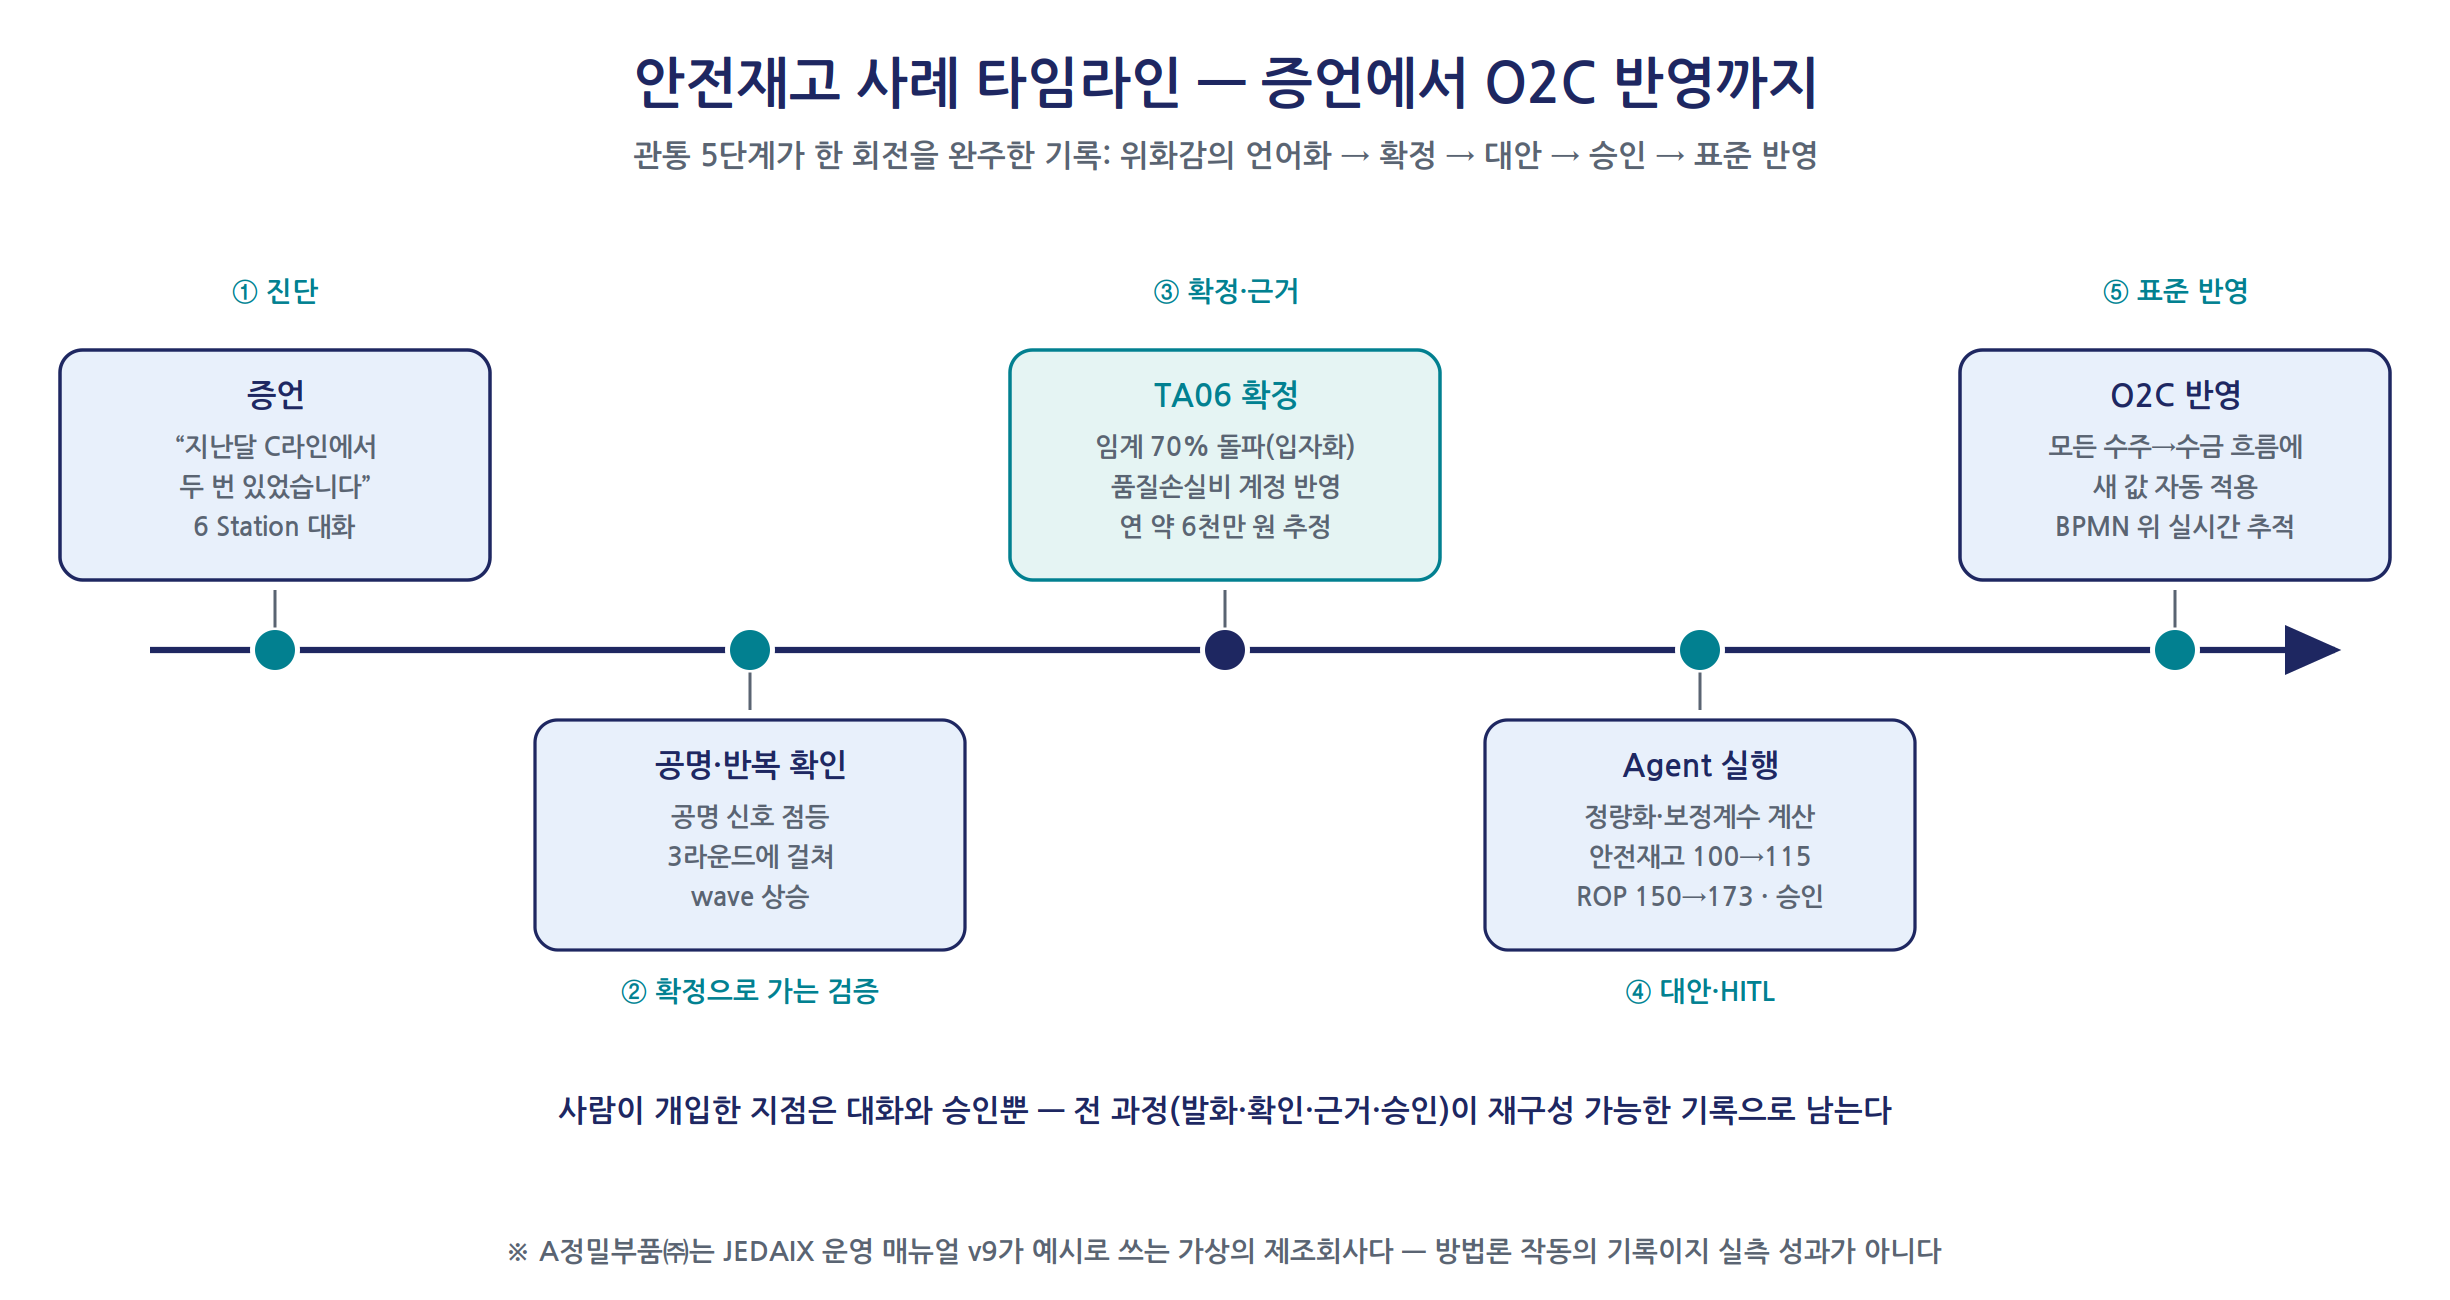 안전재고 사례 타임라인 — 증언에서 O2C 반영까지
관통 5단계가 한 회전을 완주한 기록: 위화감의 언어화 → 확정 → 대안 → 승인 → 표준 반영
① 진단
증언
“지난달 C라인에서
두 번 있었습니다”
6 Station 대화
공명·반복 확인
공명 신호 점등
3라운드에 걸쳐
wave 상승
② 확정으로 가는 검증
③ 확정·근거
TA06 확정
임계 70% 돌파(입자화)
품질손실비 계정 반영
연 약 6천만 원 추정
Agent 실행
정량화·보정계수 계산
안전재고 100→115
ROP 150→173 · 승인
④ 대안·HITL
⑤ 표준 반영
O2C 반영
모든 수주→수금 흐름에
새 값 자동 적용
BPMN 위 실시간 추적
사람이 개입한 지점은 대화와 승인뿐 — 전 과정(발화·확인·근거·승인)이 재구성 가능한 기록으로 남는다
※ A정밀부품㈜는 JEDAIX 운영 매뉴얼 v9가 예시로 쓰는 가상의 제조회사다 — 방법론 작동의 기록이지 실측 성과가 아니다